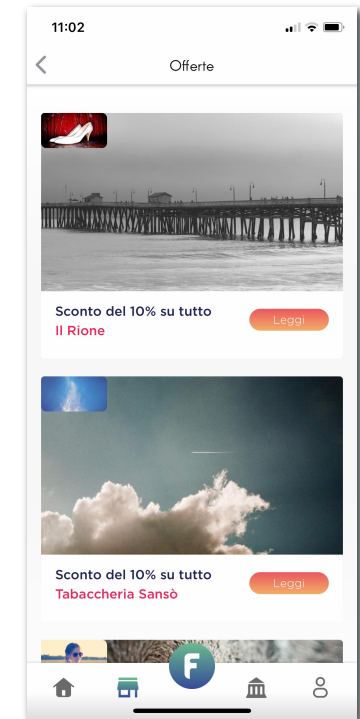 11:02
Offerte
Sconto del 10% su tutto
Il Rione
Leggi
Sconto del 10% su tutto
Tabaccheria Sansò
Leggi
F